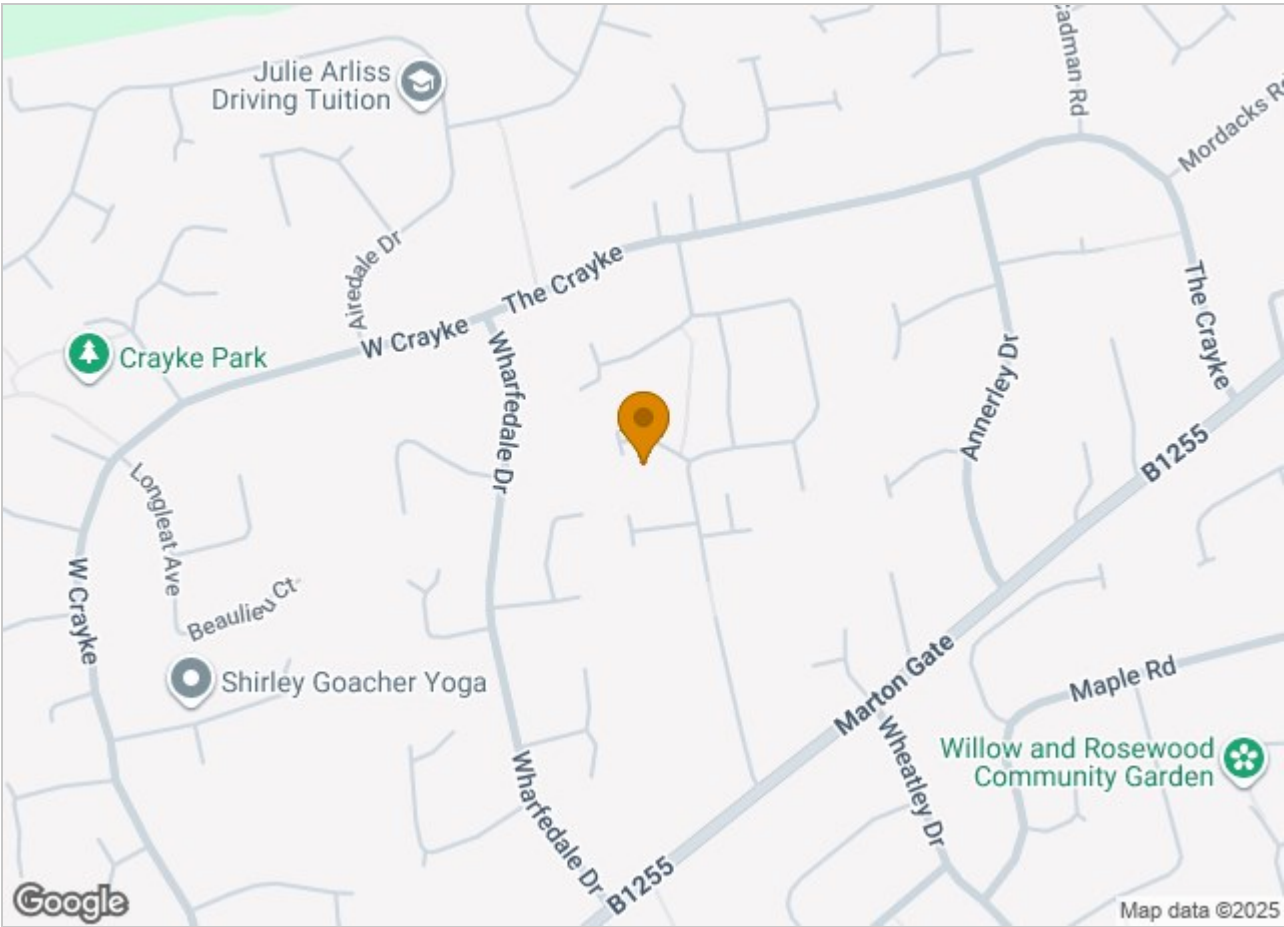 Julie Arliss
Driving Tuition
Mordacks
Airedale Dr
The Crayke
W Crayke
The Crayke
Crayke Park
Wharfedale Dr
Annerley Dr
B1255
Longleat Ave
W Crayke
Beaulieu Ct
Shirley Goacher Yoga
Marton Gate
Maple Rd
Wheatley Dr
Willow and Rosewood
Community Garden
Wharfedale Dr
B1255
Google
Map data ©2025